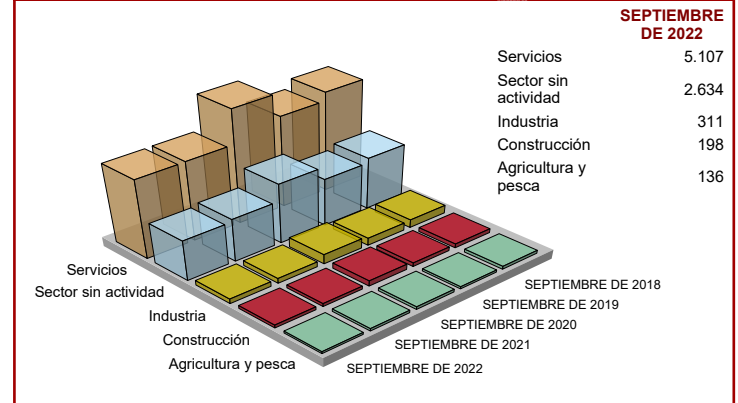 SEPTIEMBRE
DE 2022
Servicios 5.107
Sector sin
actividad 2.634
Industria 311
Construcción 198
Agricultura y
pesca 136
Servicios
Sector sin actividad
Industria
Construcción
Agricultura y pesca
SEPTIEMBRE DE 2018
SEPTIEMBRE DE 2019
SEPTIEMBRE DE 2020
SEPTIEMBRE DE 2021
SEPTIEMBRE DE 2022